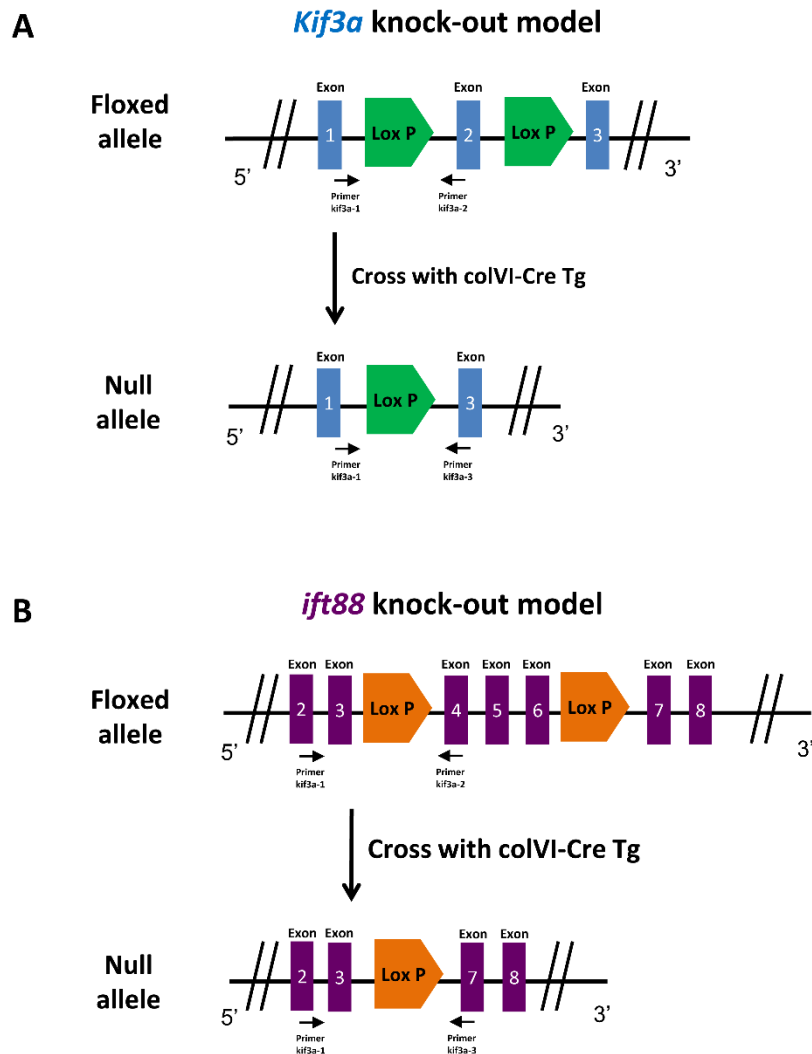 A
Kif3a knock-out model
Floxed
allele
Exon Exon Exon
1 Lox P 2 Lox P 3
5' 3'
Primer
kif3a-1
Primer
kif3a-2
Cross with colVI-Cre Tg
Null
allele
Exon Exon
1 Lox P 3
5' 3'
Primer
kif3a-1
Primer
kif3a-3
B
ift88 knock-out model
Floxed
allele
Exon Exon Exon Exon Exon Exon Exon
2 3 Lox P 4 5 6 Lox P 7 8
5' 3'
Primer
kif3a-1
Primer
kif3a-2
Cross with colVI-Cre Tg
Null
allele
Exon Exon Exon Exon
2 3 Lox P 7 8
5' 3'
Primer
kif3a-1
Primer
kif3a-3